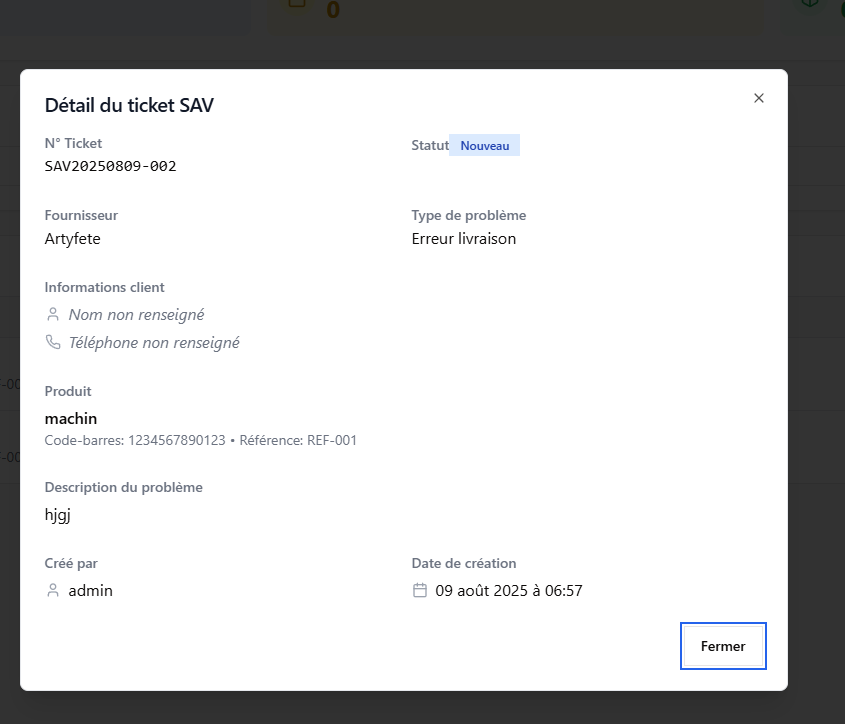 0
Détail du ticket SAV
N° Ticket
SAV20250809-002
Statut Nouveau
Fournisseur
Artyfete
Type de problème
Erreur livraison
Informations client
Nom non renseigné
Téléphone non renseigné
Produit
machin
Code-barres: 1234567890123 • Référence: REF-001
Description du problème
hjgj
Créé par
admin
Date de création
09 août 2025 à 06:57
Fermer